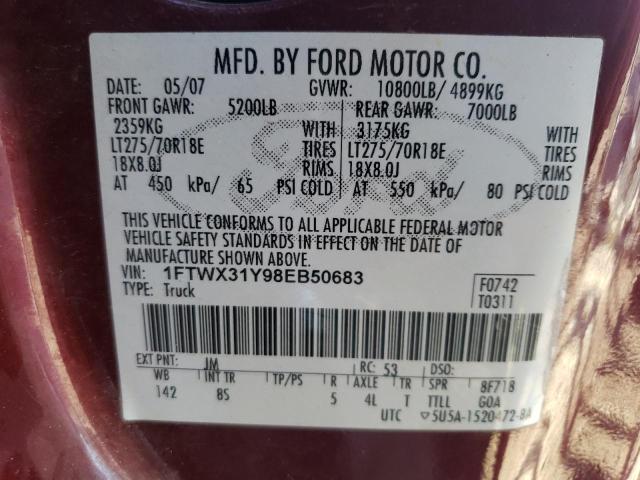 MFD. BY FORD MOTOR CO.
DATE: 05/07 GVWR: 10800LB/ 4899KG
FRONT GAWR: 5200LB REAR GAWR: 7000LB
2359KG WITH 3175KG WITH
LT275/70R18E TIRES LT275/70R18E TIRES
18X8.0J RIMS 18X8.0J RIMS
AT 450 kPa/ 65 PSI COLD AT 550 kPa/ 80 PSI COLD
THIS VEHICLE CONFORMS TO ALL APPLICABLE FEDERAL MOTOR
VEHICLE SAFETY STANDARDS IN EFFECT ON THE DATE OF
MANUFACTURE SHOWN ABOVE.
VIN: 1FTWX31Y98EB50683 F0742
TYPE: Truck T0311
EXT PNT: JM RC: 53 DSO:
WB INT TR TP/PS R AXLE TR SPR 8F718
142 8S 5 4L T TTLL GOA
UTC ▽5U5A-1520472-BA
Ford